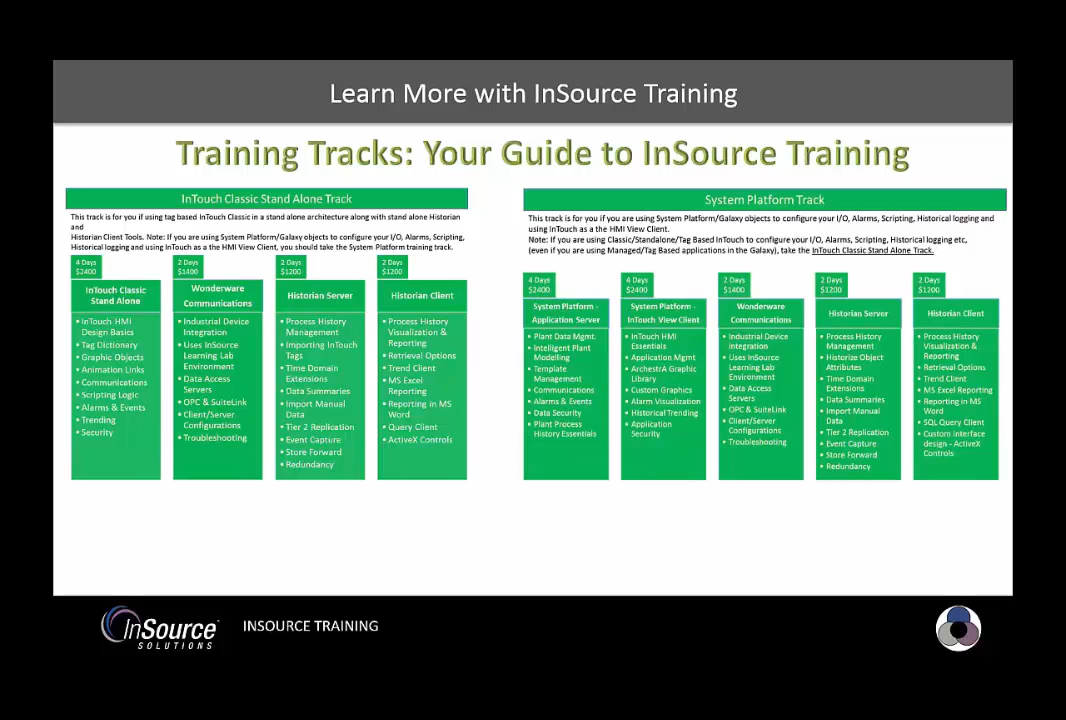 Learn More with InSource Training
Training Tracks: Your Guide to InSource Training
InTouch Classic Stand Alone Track
This track is for you if using tag based InTouch Classic in a stand alone architecture along with stand alone Historian
and
Historian Client Tools. Note: If you are using System Platform/Galaxy objects to configure your I/O, Alarms, Scripting,
Historical logging and using InTouch as a the HMI View Client, you should take the System Platform training track.
4 Days
$2400
InTouch Classic
Stand Alone
• InTouch HMI
Design Basics
• Tag Dictionary
• Graphic Objects
• Animation Links
• Communications
• Scripting Logic
• Alarms & Events
• Trending
• Security
2 Days
$1400
Wonderware
Communications
• Industrial Device
Integration
• Uses InSource
Learning Lab
Environment
• Data Access
Servers
• OPC & SuiteLink
• Client/Server
Configurations
• Troubleshooting
2 Days
$1200
Historian Server
• Process History
Management
• Importing InTouch
Tags
• Time Domain
Extensions
• Data Summaries
• Import Manual
Data
• Tier 2 Replication
• Event Capture
• Store Forward
• Redundancy
2 Days
$1200
Historian Client
• Process History
Visualization &
Reporting
• Retrieval Options
• Trend Client
• MS Excel
Reporting
• Reporting in MS
Word
• Query Client
• ActiveX Controls
System Platform Track
This track is for you if you are using System Platform/Galaxy objects to configure your I/O, Alarms, Scripting, Historical logging and
using InTouch as a the HMI View Client.
Note: If you are using Classic/Standalone/Tag Based InTouch to configure your I/O, Alarms, Scripting, Historical logging etc,
(even if you are using Managed/Tag Based applications in the Galaxy), take the InTouch Classic Stand Alone Track.
4 Days
$2400
System Platform -
Application Server
• Plant Data Mgmt.
• Intelligent Plant
Modelling
• Template
Management
• Communications
• Alarms & Events
• Data Security
• Plant Process
History Essentials
4 Days
$2400
System Platform -
InTouch View Client
• InTouch HMI
Essentials
• Application Mgmt
• ArchestrA Graphic
Library
• Custom Graphics
• Alarm Visualization
• Historical Trending
• Application
Security
2 Days
$1400
Wonderware
Communications
• Industrial Device
Integration
• Uses InSource
Learning Lab
Environment
• Data Access
Servers
• OPC & SuiteLink
• Client/Server
Configurations
• Troubleshooting
2 Days
$1200
Historian Server
• Process History
Management
• Historize Object
Attributes
• Time Domain
Extensions
• Data Summaries
• Import Manual
Data
• Tier 2 Replication
• Event Capture
• Store Forward
• Redundancy
2 Days
$1200
Historian Client
• Process History
Visualization &
Reporting
• Retrieval Options
• Trend Client
• MS Excel Reporting
• Reporting in MS
Word
• SQL Query Client
• Custom interface
design - ActiveX
Controls
InSource
SOLUTIONS
INSOURCE TRAINING